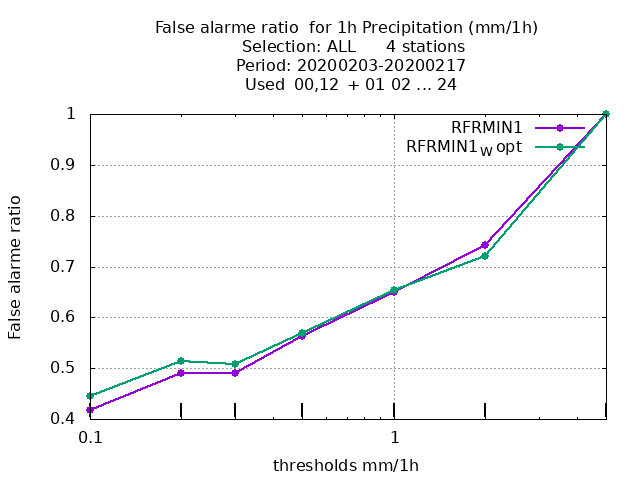 False alarme ratio  for 1h Precipitation (mm/1h)
Selection: ALL      4 stations
Period: 20200203-20200217
Used  00,12  + 01 02 ... 24
RFRMIN1
RFRMIN1W opt
1
0.9
0.8
0.7
0.6
0.5
0.4
False alarme ratio
0.1
1
thresholds mm/1h